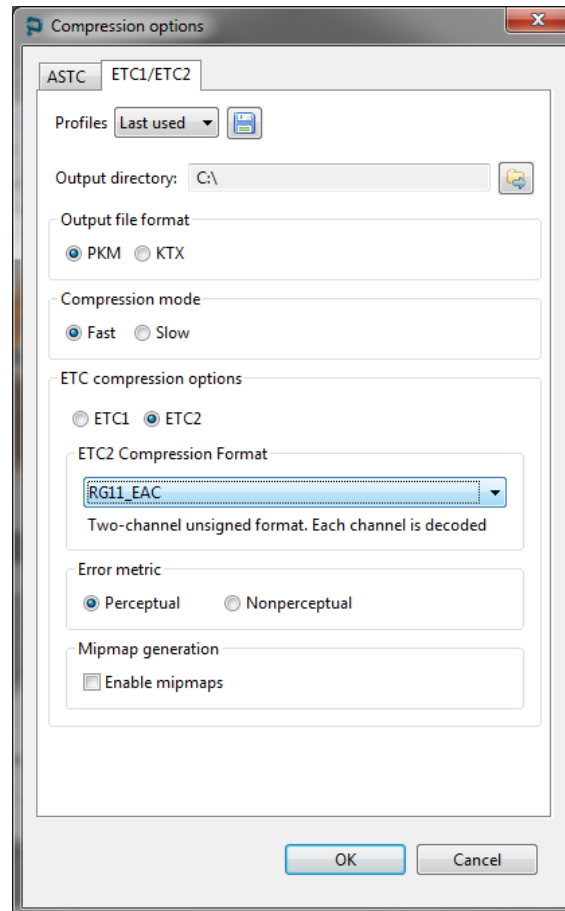 Compression options
ASTC ETC1/ETC2
Profiles Last used
Output directory: C:\
Output file format
PKM KTX
Compression mode
Fast Slow
ETC compression options
ETC1 ETC2
ETC2 Compression Format
RG11_EAC
Two-channel unsigned format. Each channel is decoded
Error metric
Perceptual Nonperceptual
Mipmap generation
Enable mipmaps
OK Cancel